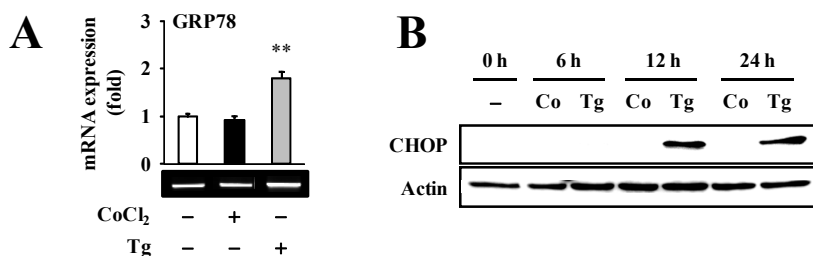 A
GRP78
mRNA expression
(fold)
3
2
1
0
**
CoCl₂ – + –
Tg – – +
B
0 h 6 h 12 h 24 h
– Co Tg Co Tg Co Tg
CHOP
Actin